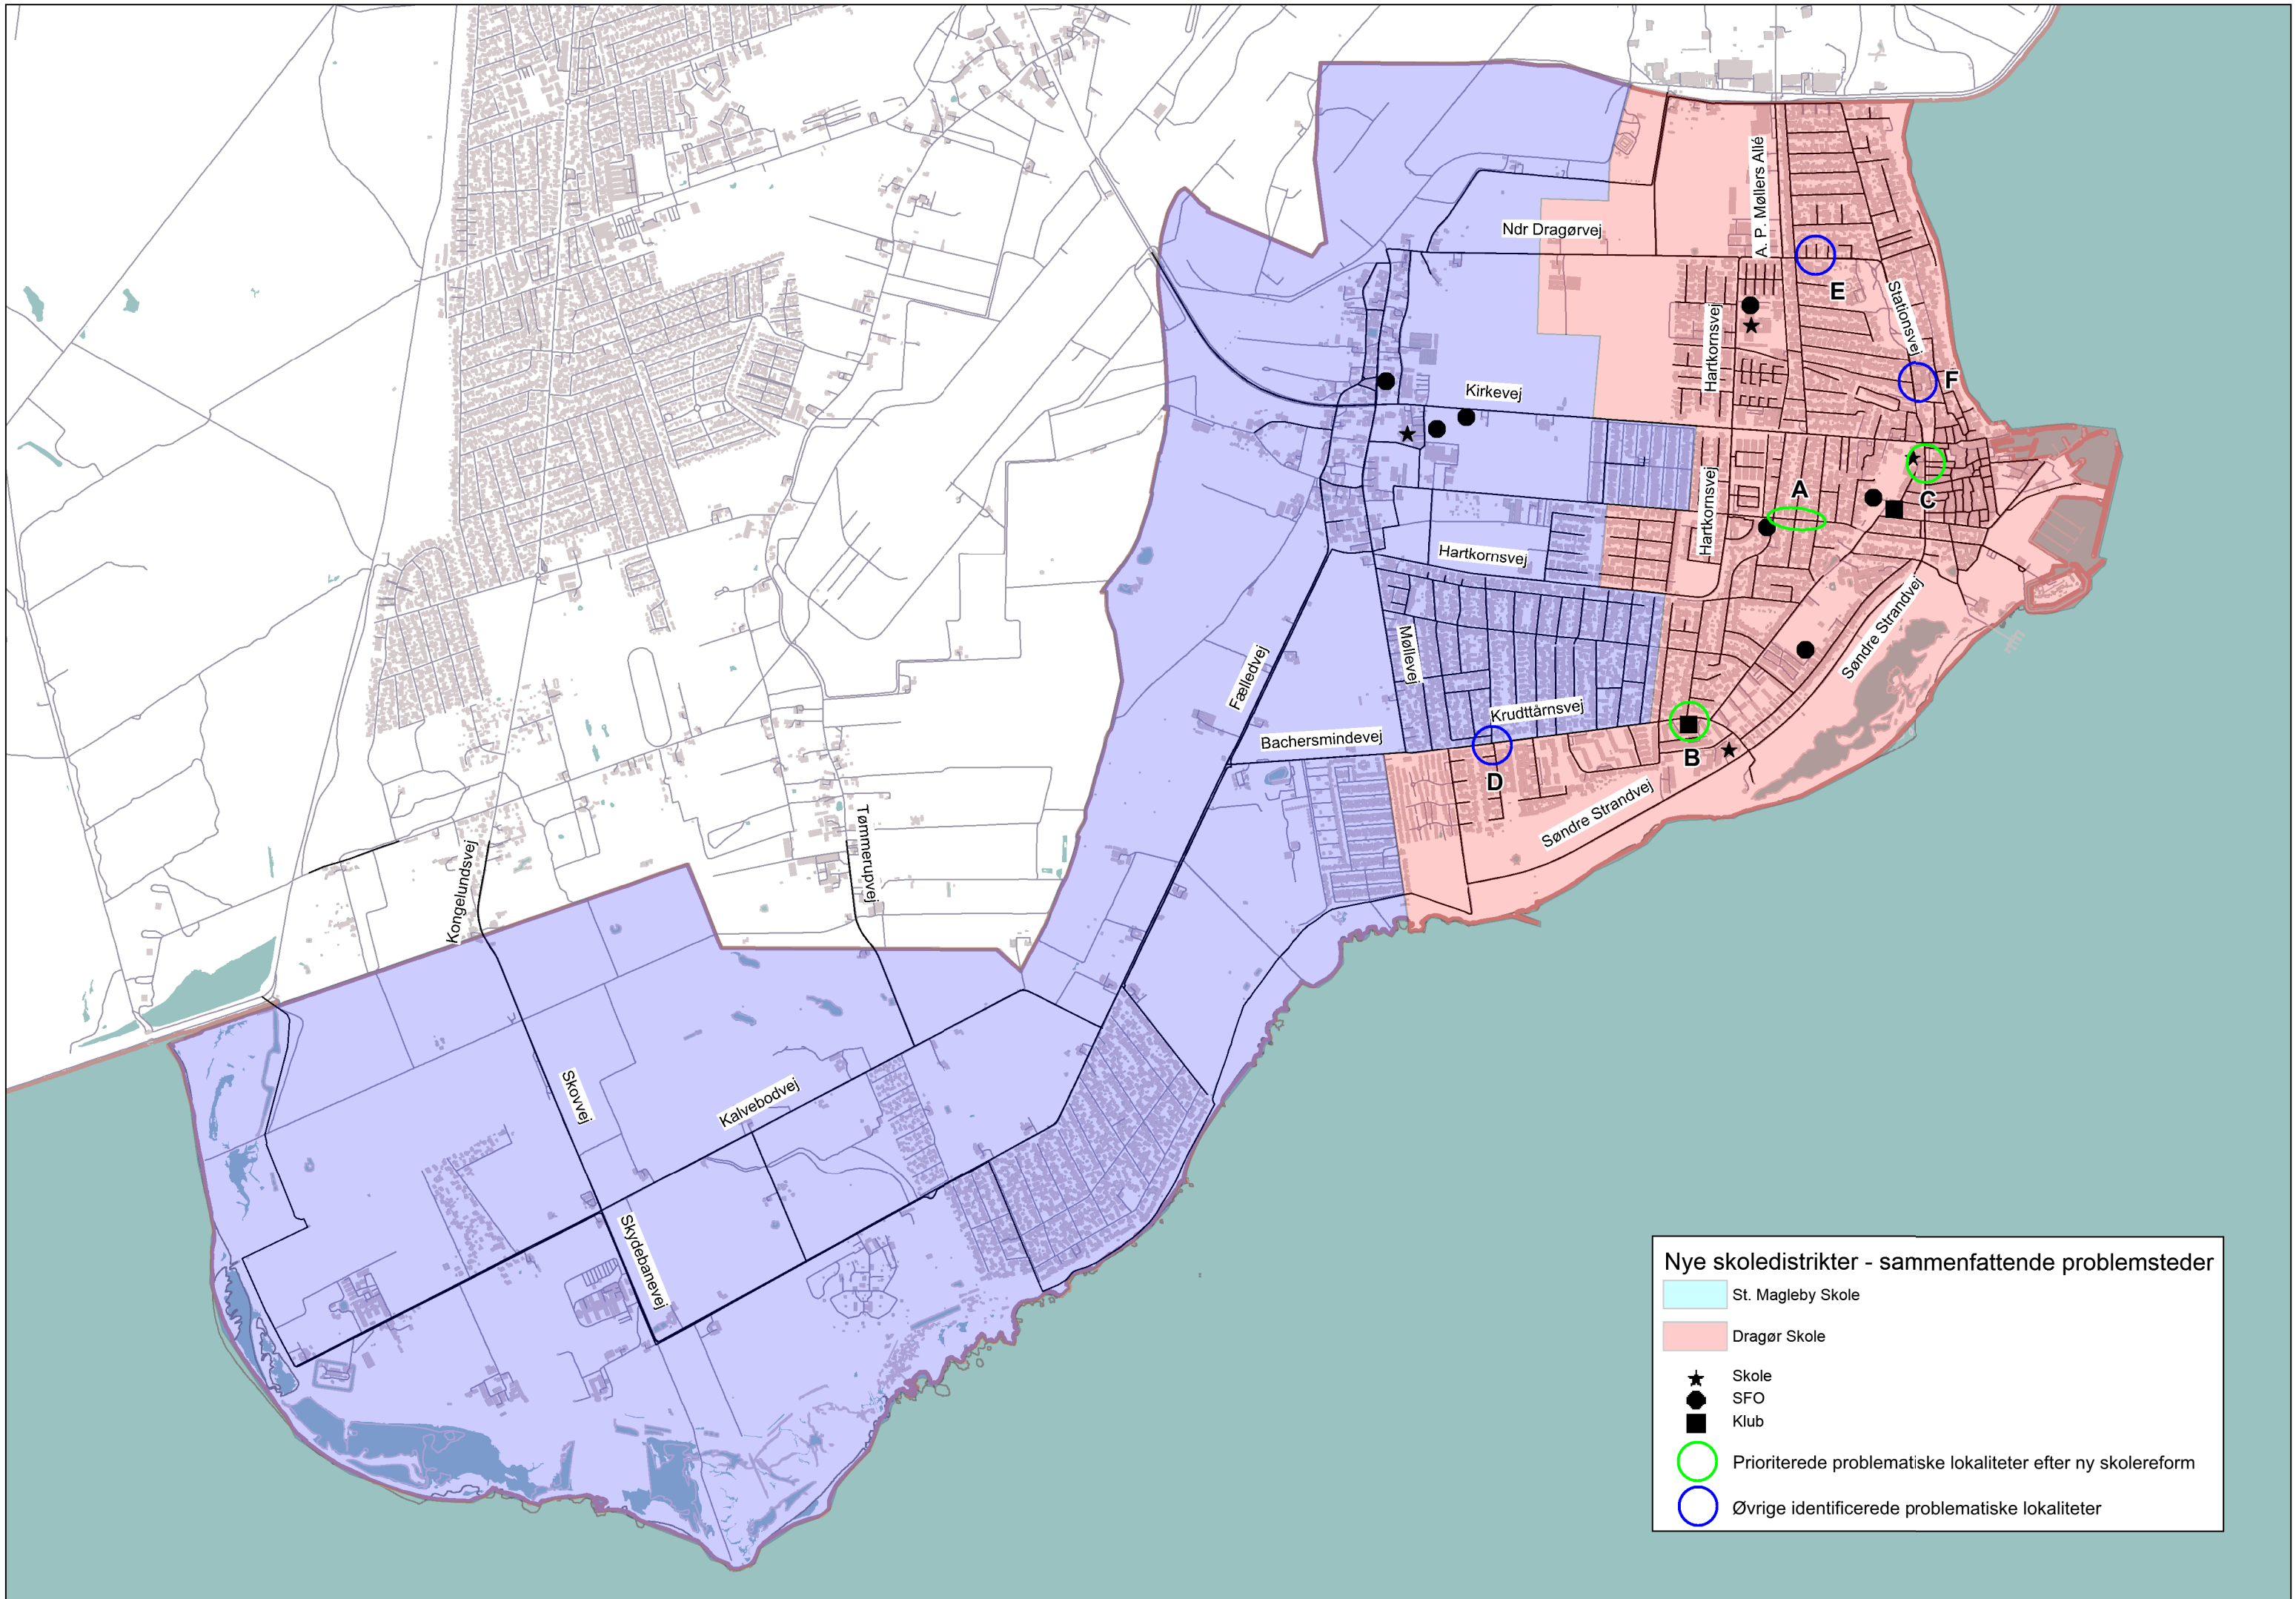 A. P. Møllers Allé
Ndr Dragørvej
E
Stationsvej
Hartkornsvej
F
Kirkevej
A
C
Hartkornsvej
Hartkornsvej
Søndre Strandvej
Møllevej
Fælledvej
Krudttårnsvej
Bachersmindevej
B
D
Søndre Strandvej
Tømmerupvej
Kongelundsvej
Skovvej
Kalvebodvej
Skydebanevej
Nye skoledistrikter - sammenfattende problemsteder
St. Magleby Skole
Dragør Skole
Skole
SFO
Klub
Prioriterede problematiske lokaliteter efter ny skolereform
Øvrige identificerede problematiske lokaliteter